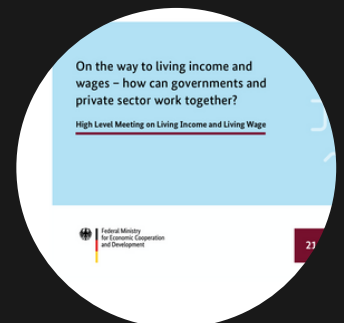 On the way to living income and
wages – how can governments and
private sector work together?
High Level Meeting on Living Income and Living Wage
Federal Ministry
for Economic Cooperation
and Development
21